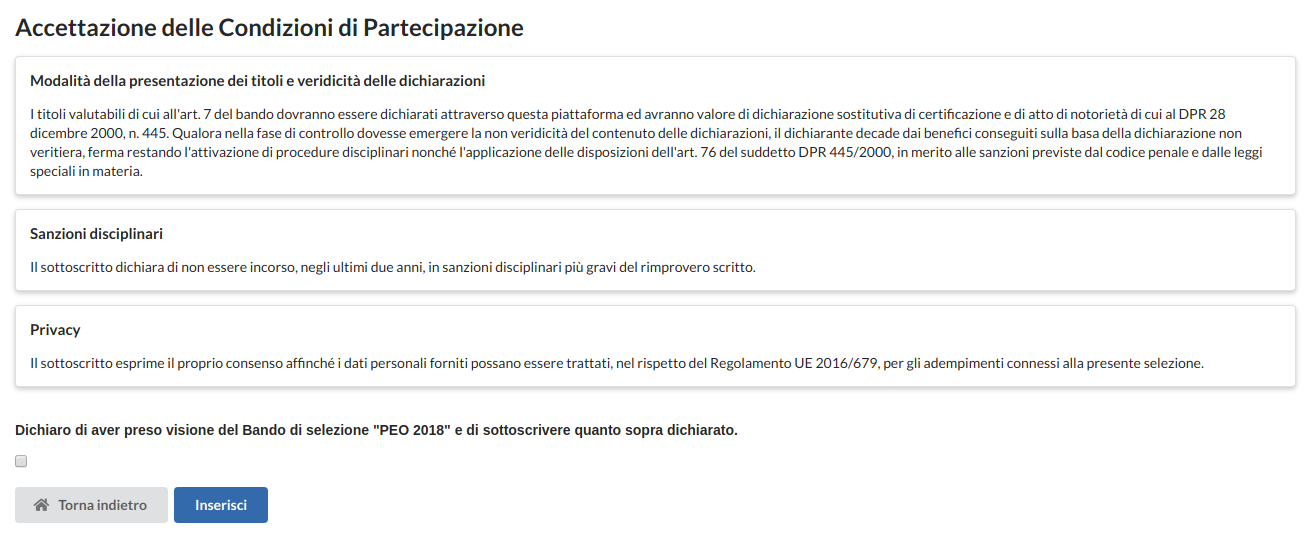 Accettazione delle Condizioni di Partecipazione
Modalità della presentazione dei titoli e veridicità delle dichiarazioni
I titoli valutabili di cui all'art. 7 del bando dovranno essere dichiarati attraverso questa piattaforma ed avranno valore di dichiarazione sostitutiva di certificazione e di atto di notorietà di cui al DPR 28
dicembre 2000, n. 445. Qualora nella fase di controllo dovesse emergere la non veridicità del contenuto delle dichiarazioni, il dichiarante decade dai benefici conseguiti sulla basa della dichiarazione non
veritiera, ferma restando l'attivazione di procedure disciplinari nonché l'applicazione delle disposizioni dell'art. 76 del suddetto DPR 445/2000, in merito alle sanzioni previste dal codice penale e dalle leggi
speciali in materia.
Sanzioni disciplinari
Il sottoscritto dichiara di non essere incorso, negli ultimi due anni, in sanzioni disciplinari più gravi del rimprovero scritto.
Privacy
Il sottoscritto esprime il proprio consenso affinché i dati personali forniti possano essere trattati, nel rispetto del Regolamento UE 2016/679, per gli adempimenti connessi alla presente selezione.
Dichiaro di aver preso visione del Bando di selezione "PEO 2018" e di sottoscrivere quanto sopra dichiarato.
Torna indietro
Inserisci